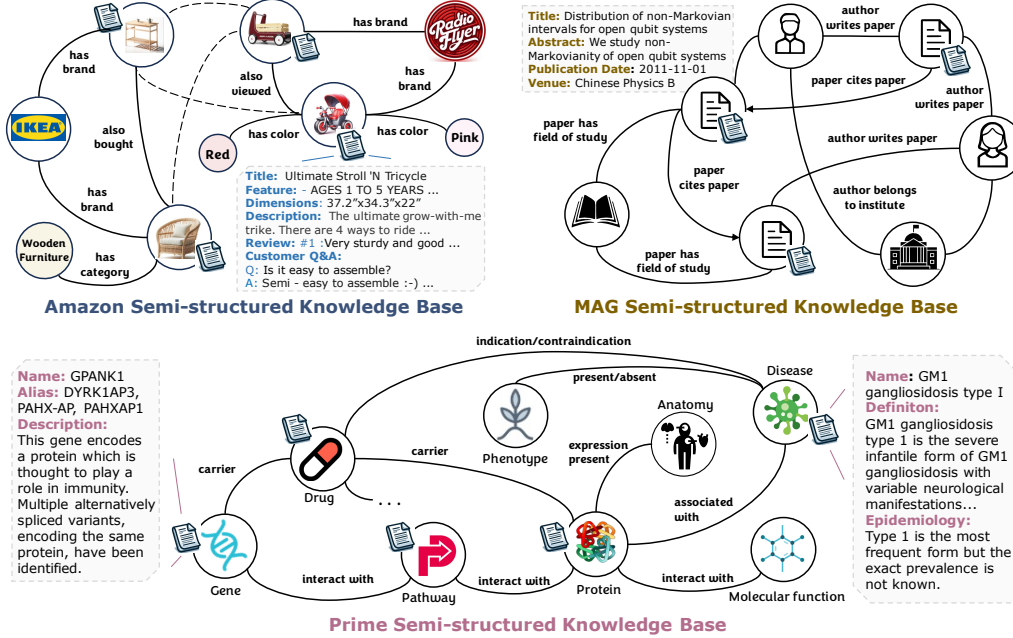 has brand
Radio
Flyer
has
brand
also
viewed
has
brand
IKEA
also
bought
has color
has color
Red
Pink
has
brand
Wooden
Furniture
has
category
Title: Ultimate Stroll 'N Tricycle
Feature: - AGES 1 TO 5 YEARS ...
Dimensions: 37.2”x34.3”x22”
Description: The ultimate grow-with-me
trike. There are 4 ways to ride ...
Review: #1 :Very sturdy and good ...
Customer Q&A:
Q: Is it easy to assemble?
A: Semi - easy to assemble :-) ...
Amazon Semi-structured Knowledge Base
Title: Distribution of non-Markovian
intervals for open qubit systems
Abstract: We study non-
Markovianity of open qubit systems
Publication Date: 2011-11-01
Venue: Chinese Physics B
author
writes paper
paper cites paper
author
writes paper
paper has
field of study
author writes paper
paper
cites paper
author belongs
to institute
paper has
field of study
MAG Semi-structured Knowledge Base
Name: GPANK1
Alias: DYRK1AP3,
PAHX-AP, PAHXAP1
Description:
This gene encodes
a protein which is
thought to play a
role in immunity.
Multiple alternatively
spliced variants,
encoding the same
protein, have been
identified.
indication/contraindication
present/absent
Disease
Anatomy
expression
present
Phenotype
carrier
carrier
Drug
...
associated
with
Gene
interact with
Pathway
interact with
Protein
interact with
Molecular function
Name: GM1
gangliosidosis type I
Definiton:
GM1 gangliosidosis
type 1 is the severe
infantile form of GM1
gangliosidosis with
variable neurological
manifestations...
Epidemiology:
Type 1 is the most
frequent form but the
exact prevalence is
not known.
Prime Semi-structured Knowledge Base